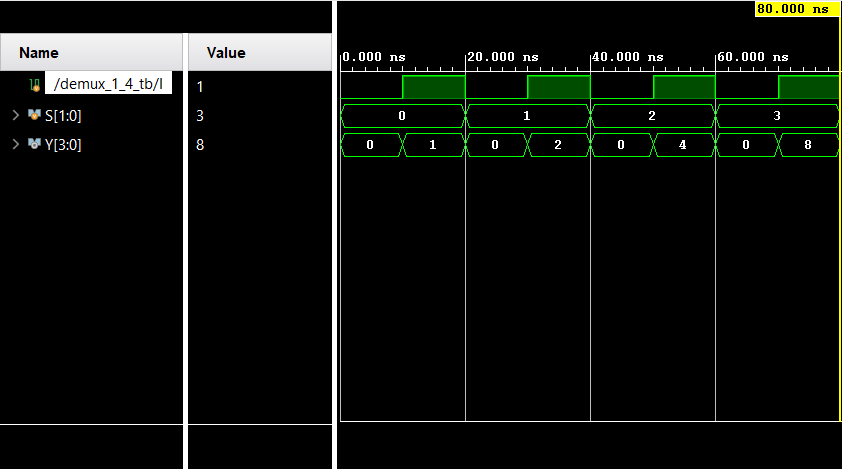 80.000 ns
Name Value
0.000 ns 20.000 ns 40.000 ns 60.000 ns
/demux_1_4_tb/I 1
S[1:0] 3 0 1 2 3
Y[3:0] 8 0 1 0 2 0 4 0 8